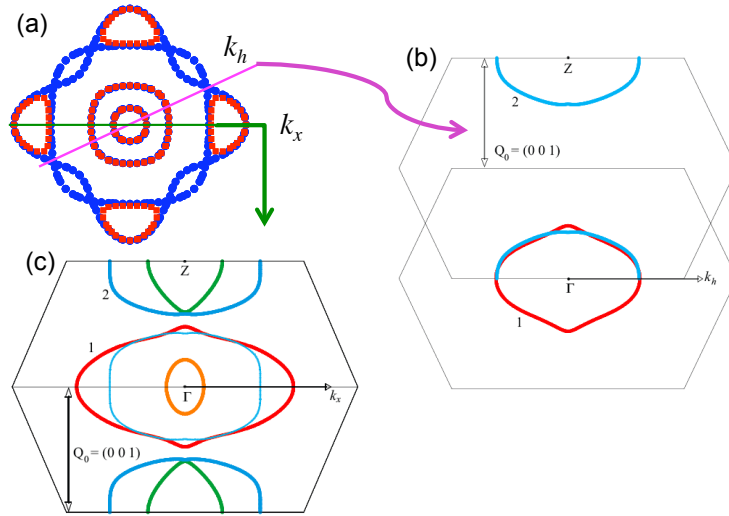 (a)
k_h
k_x
(b)
Z
2
Q_0 = (0 0 1)
Γ
k_h
1
(c)
Z
2
1
Γ
k_x
Q_0 = (0 0 1)